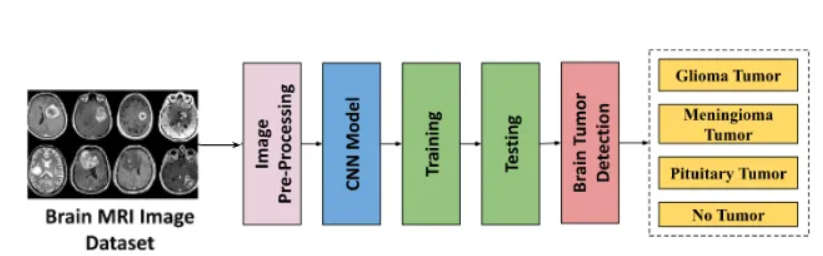 Brain MRI Image
Dataset
Image
Pre-Processing
CNN Model
Training
Testing
Brain Tumor
Detection
Glioma Tumor
Meningioma
Tumor
Pituitary Tumor
No Tumor